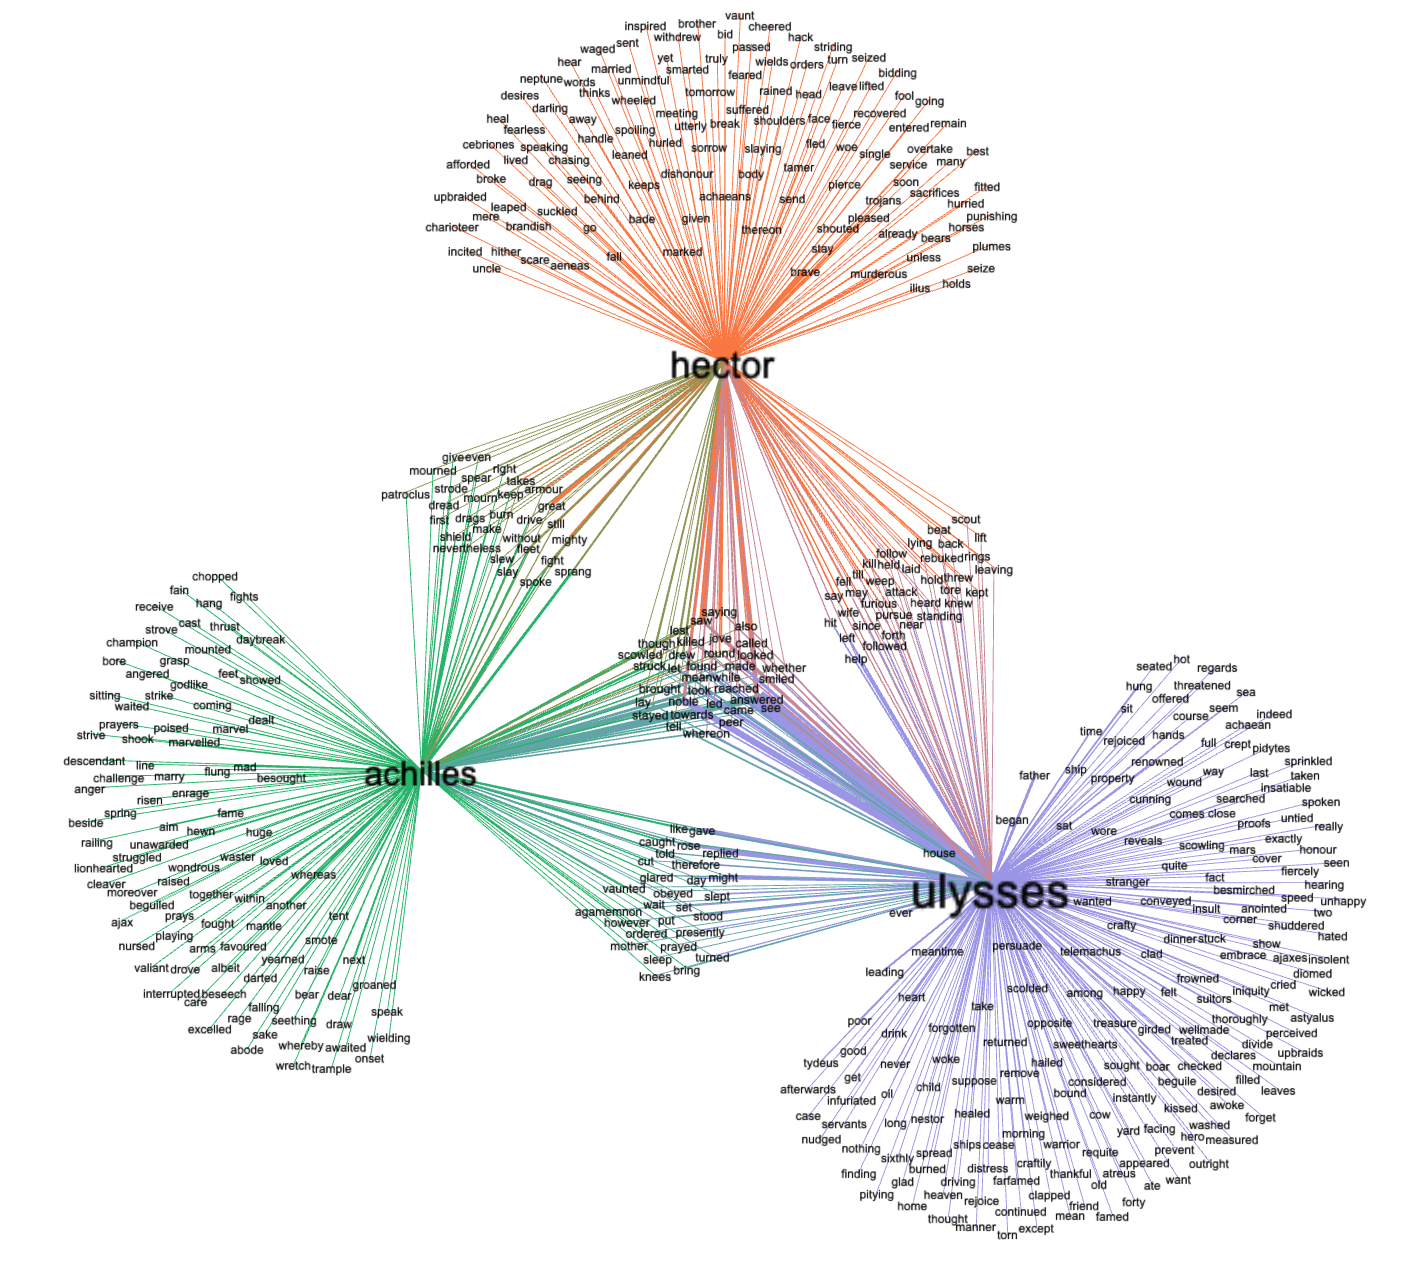 vaunt
inspired brother cheered
withdrew bid hack
waged sent passed striding
hear yet truly wields orders turn seized
married smarted feared bidding
neptune words unmindful
desires thinks wheeled tomorrow rained head leave lifted fool going
darling meeting suffered recovered
heal away spoiling utterly break shoulders face fierce entered remain
fearless handle hurled
cebriones speaking leaned sorrow slaying fled woe single overtake best
afforded lived chasing tamer service many
broke drag seeing keeps dishonour body pierce soon fitted
upbraided behind achaeans send trojans sacrifices hurried
leaped suckled
mere brandish bade given pleased punishing
charioteer go thereon shouted already bears horses
incited hither fall marked stay unless plumes
uncle scare aeneas brave murderous seize
ilius holds
hector
give even
mourned right
spear takes
patroclus strode mourn keep armour
dread great
first drags burn drive still
shield make without mighty
nevertheless fleet
slew fight
slay spoke sprang
scout
beat lift
lying back
follow rebuked rings
kill held laid leaving
fell till weep hold threw
say may attack tore kept
furious heard knew
wife pursue standing
hit since near
left forth
followed
help
saying
saw also
lest
though killed jove called
scowled drew round looked
struck let found made whether
meanwhile smiled
brought took reached
lay noble led answered
stayed towards came see
tell peer
whereon
chopped
fain hang fights
receive
strove cast thrust daybreak
champion mounted
bore grasp feet showed
angered godlike
sitting strike coming
waited
prayers poised marvel dealt
strive shook marvelled
descendant line mad
challenge marry flung besought
anger risen enrage
spring fame
beside aim hewn huge
railing unawarded
struggled waster loved
lionhearted wondrous whereas
cleaver raised
moreover together within another
beguiled prays tent
ajax fought mantle
playing smote
nursed arms favoured yearned next
valiant drove albeit raise
darted groaned
interrupted beseech bear dear
care falling speak
rage seething draw
excelled sake wielding
abode whereby awaited
wretch trample onset
achilles
like gave
caught rose
told replied
cut therefore
glared day might
vaunted obeyed slept
wait set
agamemnon put stood
however
ordered presently
mother prayed
sleep turned
knees bring
hot
seated regards
hung threatened
sit offered seem sea
time course achaean indeed
rejoiced hands full crept pidytes
father ship renowned way last sprinkled
property wound insatiable taken
cunning searched spoken
began sat comes close untied
wore proofs really
reveals exactly
house scowling mars honour
quite cover fiercely seen
ulysses
stranger fact hearing
wanted besmirched speed unhappy
ever conveyed insult anointed two
crafty corner shuddered
meantime persuade dinner stuck show hated
telemachus clad embrace ajaxes insolent
leading frowned diomed
scolded among happy felt iniquity cried wicked
heart take suitors met
poor treasure thoroughly astyalus
drink forgotten opposite girded wellmade perceived
good returned sweethearts treated divide
tydeus woke hailed declares upbraids
get never remove sought boar checked mountain
afterwards suppose considered beguile filled
infuriated oil child bound desired leaves
warm instantly awoke
case long nestor healed weighed cow kissed forget
servants morning yard facing washed
nudged ships cease warrior hero measured
nothing spread requite prevent
sixthly craftily appeared outright
finding burned distress thankful atreus
glad driving farfamed old ate want
pitying heaven rejoice clapped forty
home continued friend
thought mean famed
manner except
torn